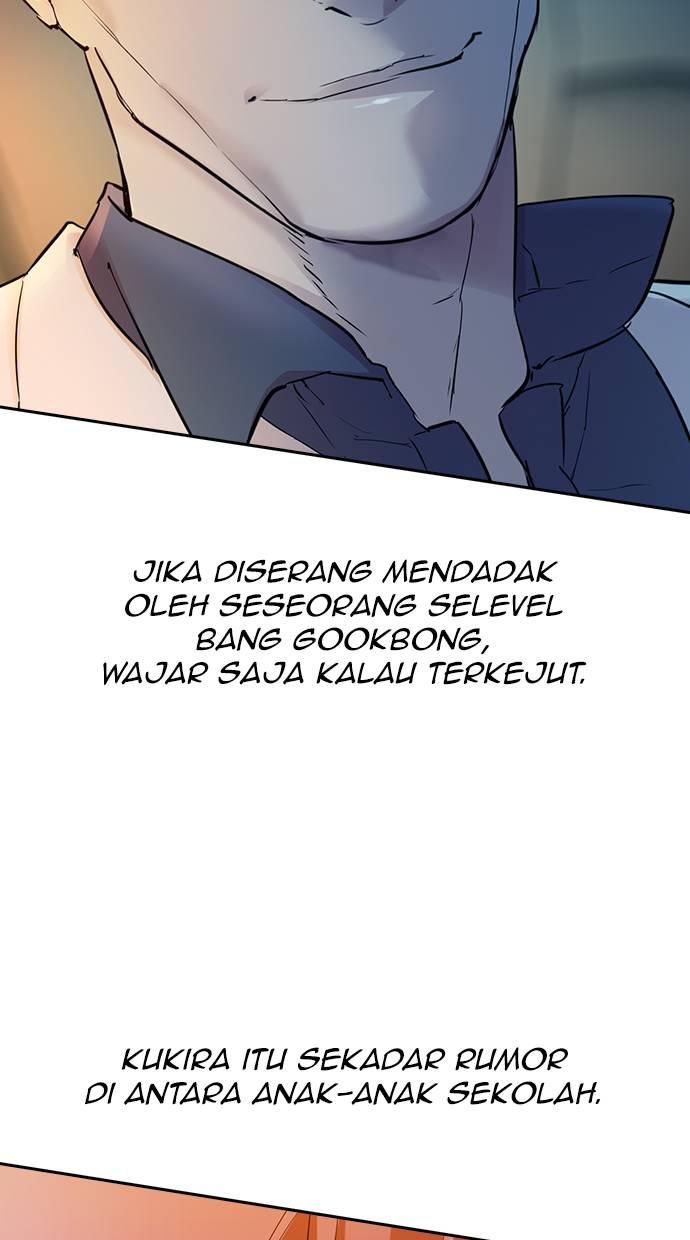 JIKA DISERANG MENDADAK
OLEH SESEORANG SELEVEL
BANG GOOKBONG,
WAJAR SAJA KALAU TERKEJUT.
KUKIRA ITU SEKADAR RUMOR
DI ANTARA ANAK-ANAK SEKOLAH.